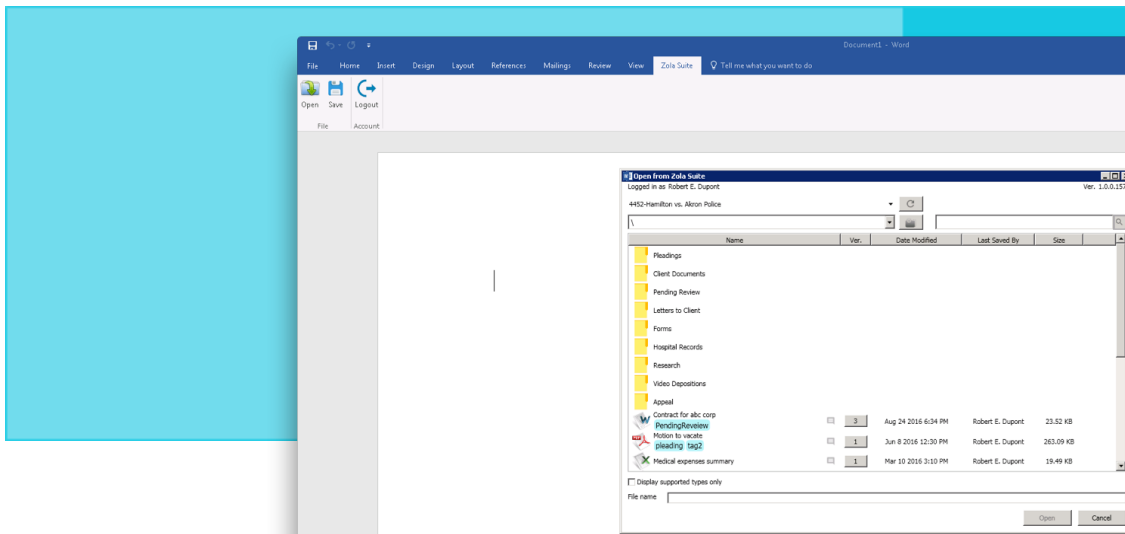 Document1 - Word
File Home Insert Design Layout References Mailings Review View Zola Suite Tell me what you want to do
Open Save Logout
File Account
Open from Zola Suite
Logged in as Robert E. Dupont Ver. 1.0.0.157
4452-Hamilton vs. Akron Police
\
Name Ver. Date Modified Last Saved By Size
Pleadings
Client Documents
Pending Review
Letters to Client
Forms
Hospital Records
Research
Video Depositions
Appeal
Contract for abc corp
PendingReveiew 3 Aug 24 2016 6:34 PM Robert E. Dupont 23.52 KB
Motion to vacate
pleading tag2 1 Jun 8 2016 12:30 PM Robert E. Dupont 263.09 KB
Medical expenses summary 1 Mar 10 2016 3:10 PM Robert E. Dupont 19.49 KB
Display supported types only
File name
Open Cancel